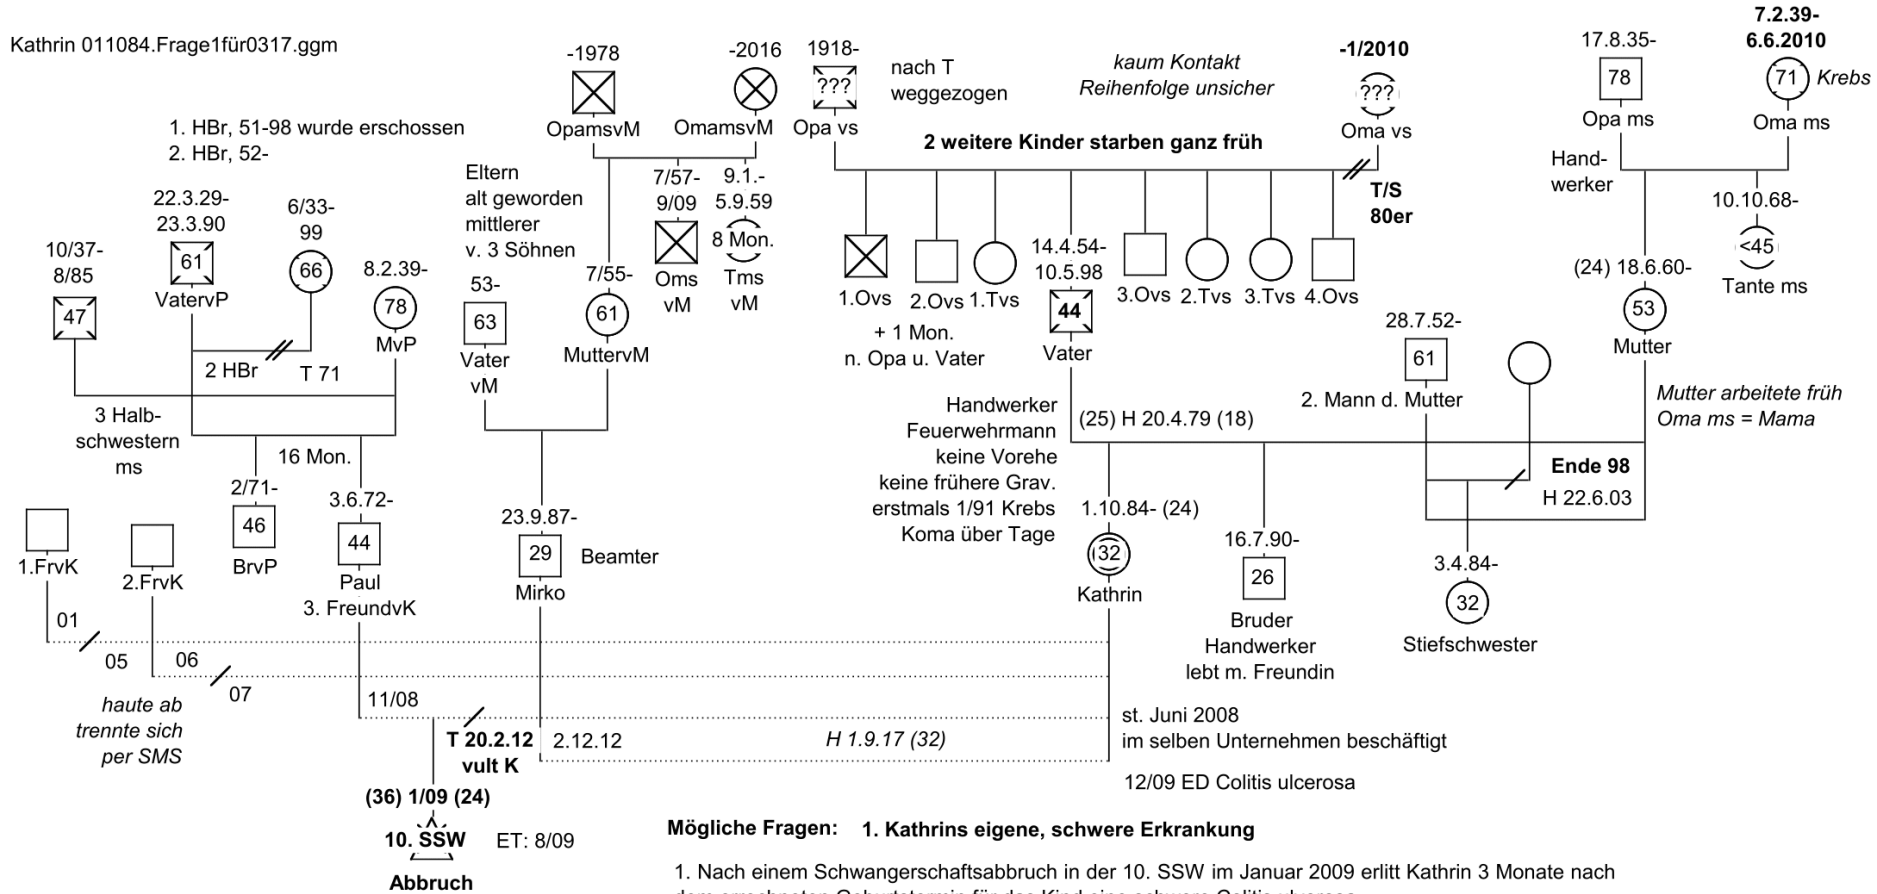 Kathrin 011084.Frage1für0317.ggm
1. HBr, 51-98 wurde erschossen
2. HBr, 52-
10/37-
8/85
47
22.3.29-
23.3.90
61
VatervP
6/33-
99
66
8.2.39-
78
MvP
2 HBr
T 71
3 Halb-
schwestern
ms
16 Mon.
2/71-
46
BrvP
3.6.72-
44
Paul
3. FreundvK
1.FrvK
2.FrvK
01
05
06
07
haute ab
trennte sich
per SMS
11/08
Eltern
alt geworden
mittlerer
v. 3 Söhnen
53-
63
Vater
vM
-1978
OpamsvM
-2016
OmamsvM
7/57-
9/09
Oms
vM
9.1.-
5.9.59
8 Mon.
Tms
vM
7/55-
61
MuttervM
23.9.87-
29
Beamter
Mirko
1918-
???
Opa vs
nach T
weggezogen
kaum Kontakt
Reihenfolge unsicher
-1/2010
???
Oma vs
2 weitere Kinder starben ganz früh
T/S
80er
1.Ovs
+ 1 Mon.
n. Opa u. Vater
2.Ovs
1.Tvs
14.4.54-
10.5.98
44
Vater
3.Ovs
2.Tvs
3.Tvs
4.Ovs
17.8.35-
78
Opa ms
7.2.39-
6.6.2010
71
Krebs
Oma ms
Hand-
werker
10.10.68-
<45
Tante ms
(24) 18.6.60-
53
Mutter
28.7.52-
61
2. Mann d. Mutter
Mutter arbeitete früh
Oma ms = Mama
Handwerker
Feuerwehrmann
keine Vorehe
keine frühere Grav.
erstmals 1/91 Krebs
Koma über Tage
(25) H 20.4.79 (18)
Ende 98
H 22.6.03
1.10.84- (24)
32
Kathrin
16.7.90-
26
Bruder
Handwerker
lebt m. Freundin
3.4.84-
32
Stiefschwester
T 20.2.12
vult K
2.12.12
H 1.9.17 (32)
st. Juni 2008
im selben Unternehmen beschäftigt
12/09 ED Colitis ulcerosa
(36) 1/09 (24)
10. SSW
ET: 8/09
Abbruch
Mögliche Fragen: 1. Kathrins eigene, schwere Erkrankung
1. Nach einem Schwangerschaftsabbruch in der 10. SSW im Januar 2009 erlitt Kathrin 3 Monate nach
dem errechneten Geburtstermin für das Kind eine schwere Colitis ulcerosa